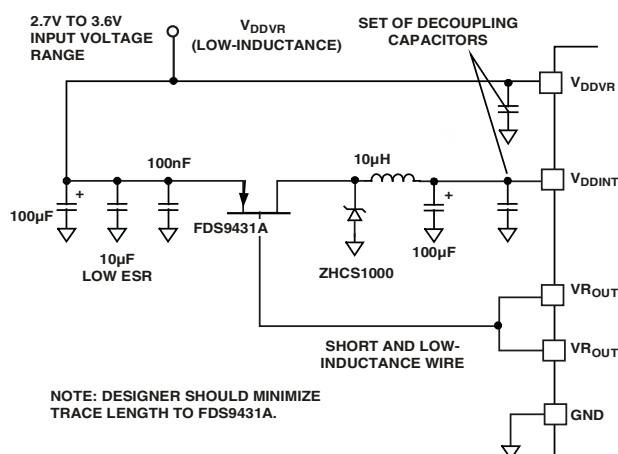 2.7V TO 3.6V
INPUT VOLTAGE
RANGE
VDDVR
(LOW-INDUCTANCE)
SET OF DECOUPLING
CAPACITORS
VDDVR
100nF
10µH
VDDINT
+
100µF
FDS9431A
+
10µF
LOW ESR
ZHCS1000
100µF
VROUT
SHORT AND LOW-
INDUCTANCE WIRE
VROUT
NOTE: DESIGNER SHOULD MINIMIZE
TRACE LENGTH TO FDS9431A.
GND